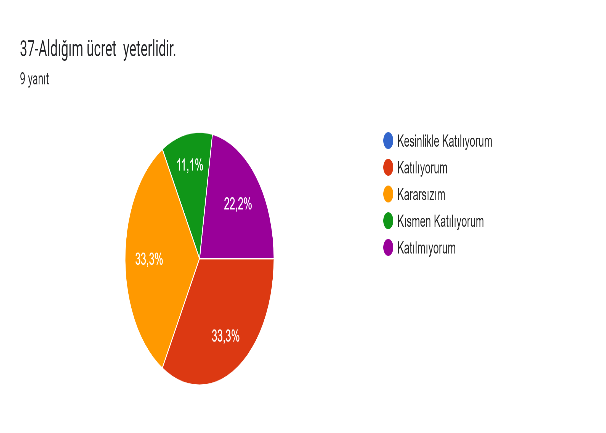 37-Aldığım ücret  yeterlidir.
9 yanıt
11,1%
22,2%
33,3%
33,3%
Kesinlikle Katılıyorum
Katılıyorum
Kararsızım
Kısmen Katılıyorum
Katılmıyorum